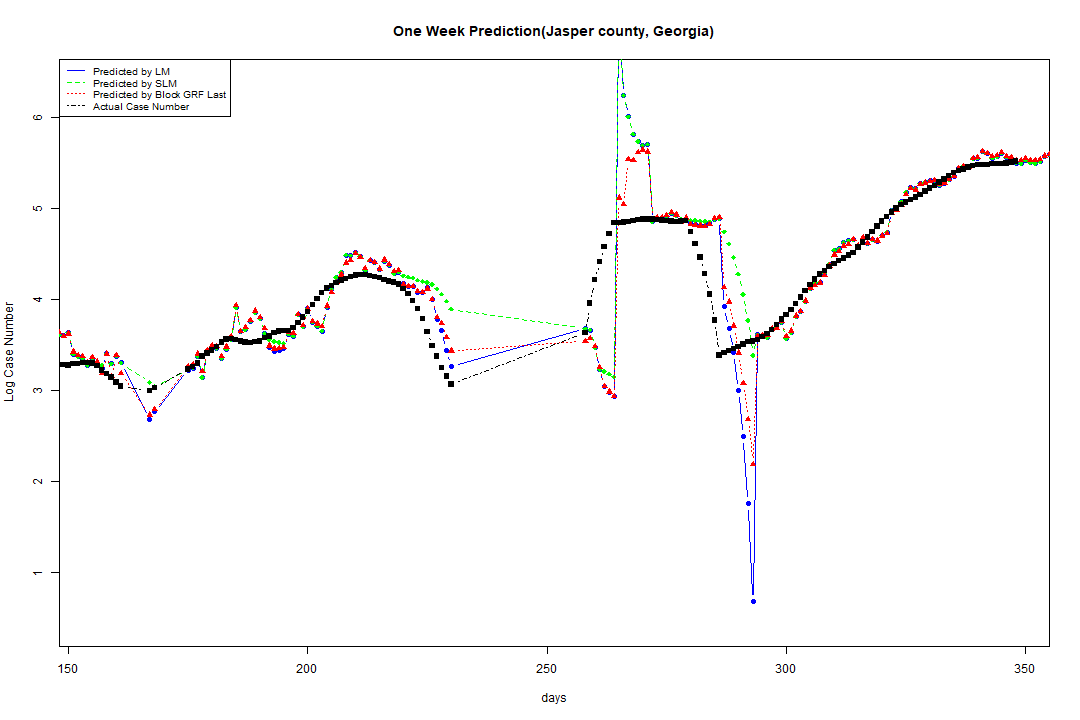 One Week Prediction(Jasper county, Georgia)
Predicted by LM
Predicted by SLM
Predicted by Block GRF Last
Actual Case Number
6
5
4
3
2
1
Log Case Number
150 200 250 300 350
days